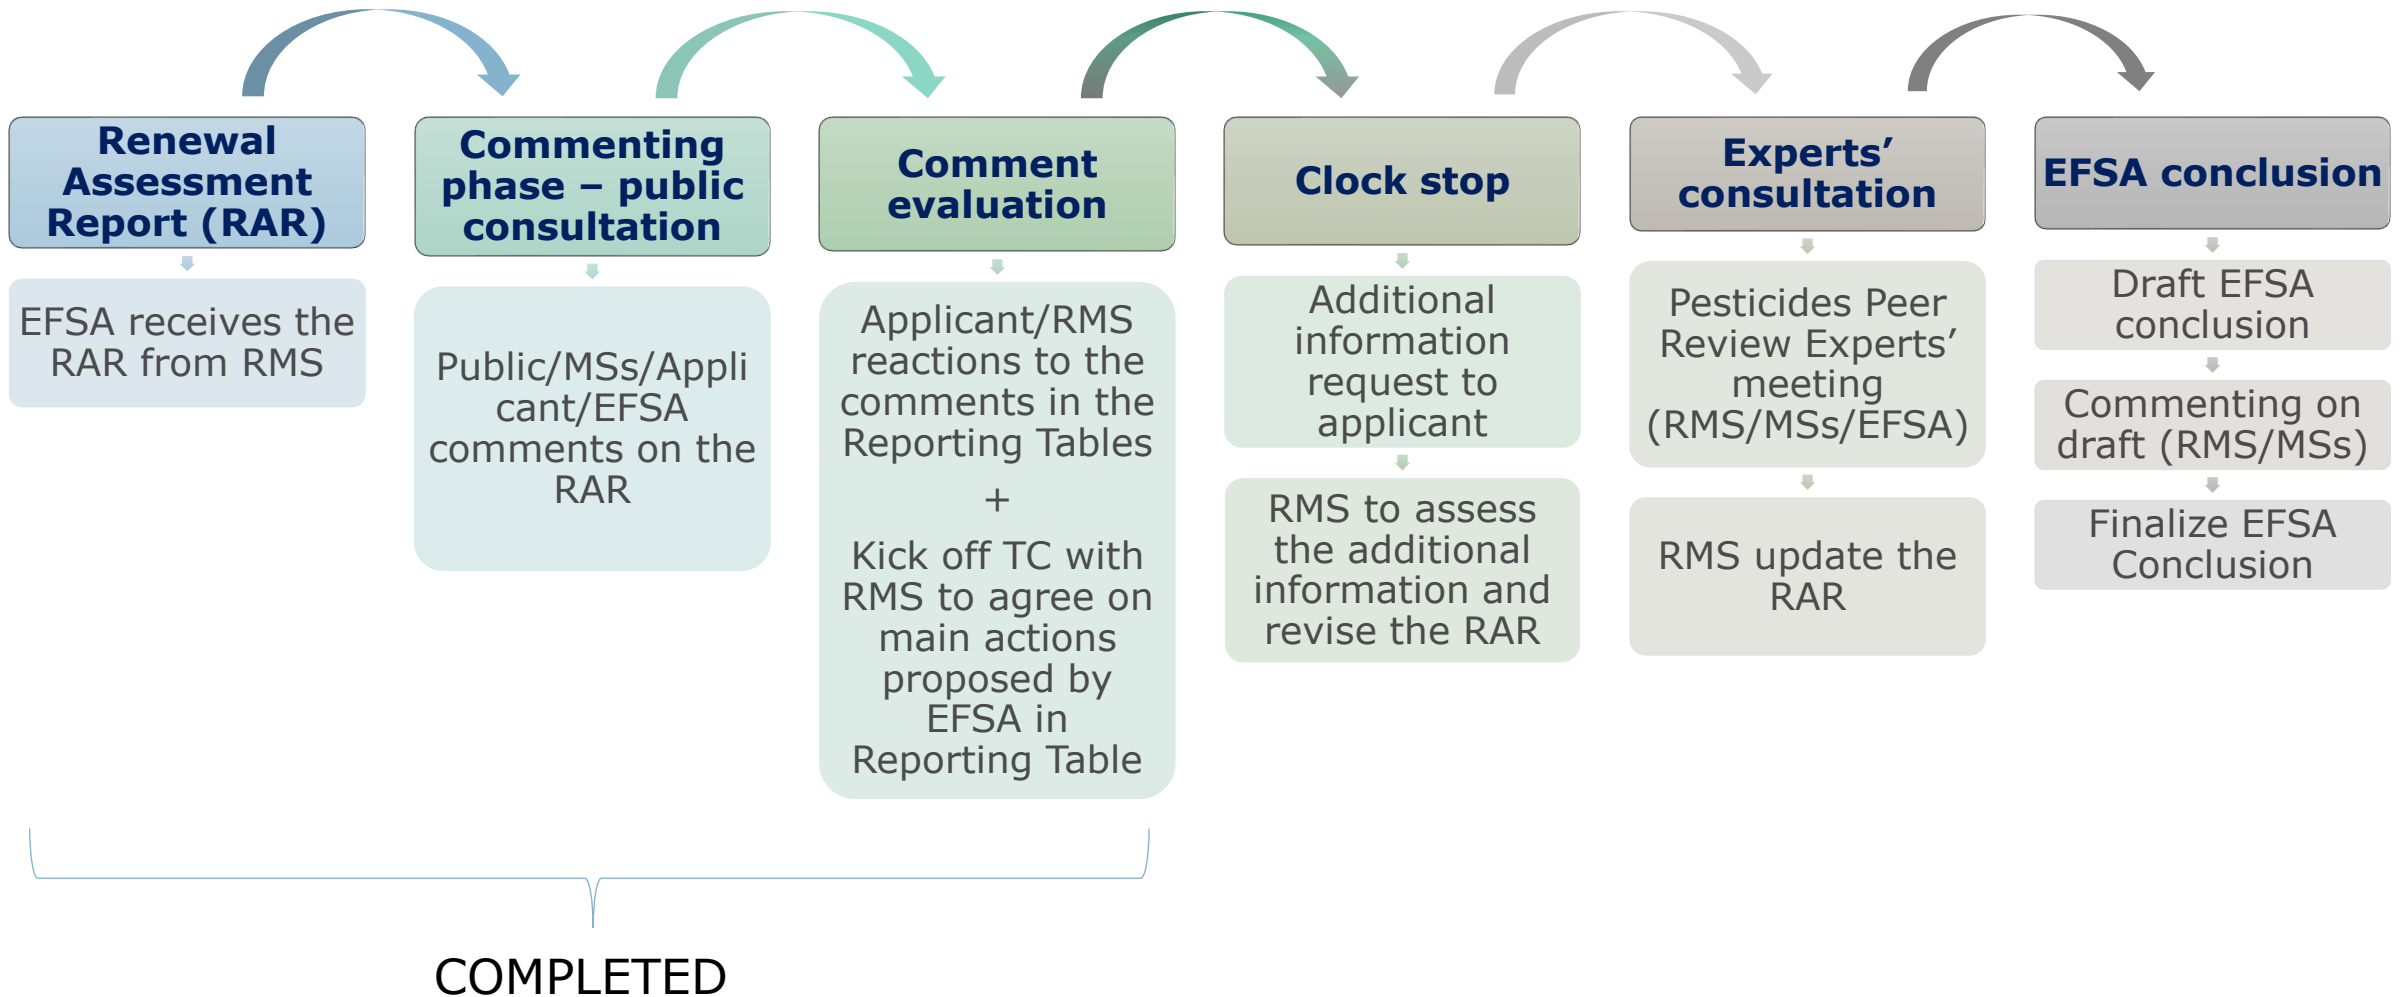 Renewal
Assessment
Report (RAR)
EFSA receives the
RAR from RMS
Commenting
phase – public
consultation
Public/MSs/Appli
cant/EFSA
comments on the
RAR
Comment
evaluation
Applicant/RMS
reactions to the
comments in the
Reporting Tables
+
Kick off TC with
RMS to agree on
main actions
proposed by
EFSA in
Reporting Table
Clock stop
Additional
information
request to
applicant
RMS to assess
the additional
information and
revise the RAR
Experts’
consultation
Pesticides Peer
Review Experts’
meeting
(RMS/MSs/EFSA)
RMS update the
RAR
EFSA conclusion
Draft EFSA
conclusion
Commenting on
draft (RMS/MSs)
Finalize EFSA
Conclusion
COMPLETED